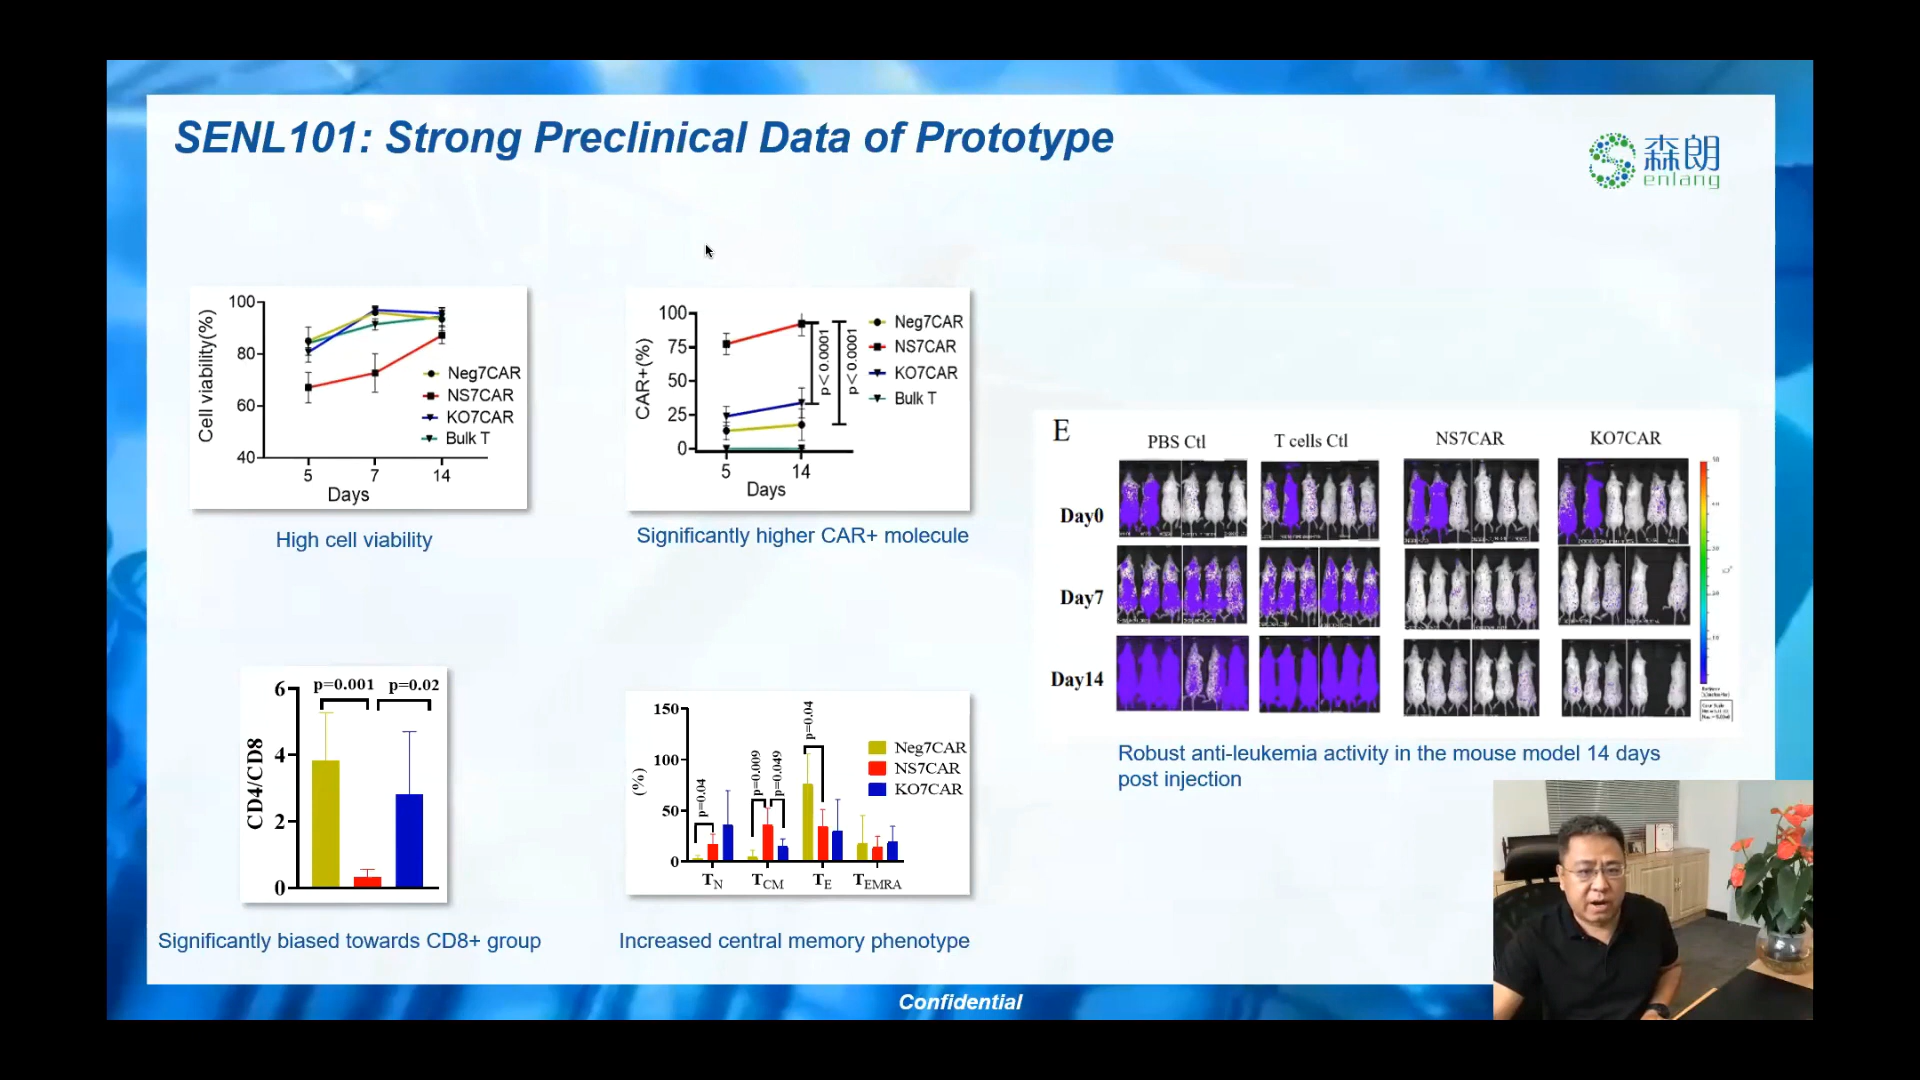 SENL101: Strong Preclinical Data of Prototype
森朗
enlang
Cell viability(%)
100
80
60
40
5 7 14
Days
Neg7CAR
NS7CAR
KO7CAR
Bulk T
High cell viability
CAR+(%)
100
75
50
25
0
5 14
Days
p<0.0001
p<0.0001
Neg7CAR
NS7CAR
KO7CAR
Bulk T
Significantly higher CAR+ molecule
CD4/CD8
6
4
2
0
p=0.001 p=0.02
Significantly biased towards CD8+ group
(%)
150
100
50
0
p=0.04
p=0.009
p=0.049
p=0.04
Neg7CAR
NS7CAR
KO7CAR
TN TCM TE TEMRA
Increased central memory phenotype
E
PBS Ctl T cells Ctl NS7CAR KO7CAR
Day0
Day7
Day14
Robust anti-leukemia activity in the mouse model 14 days
post injection
Confidential